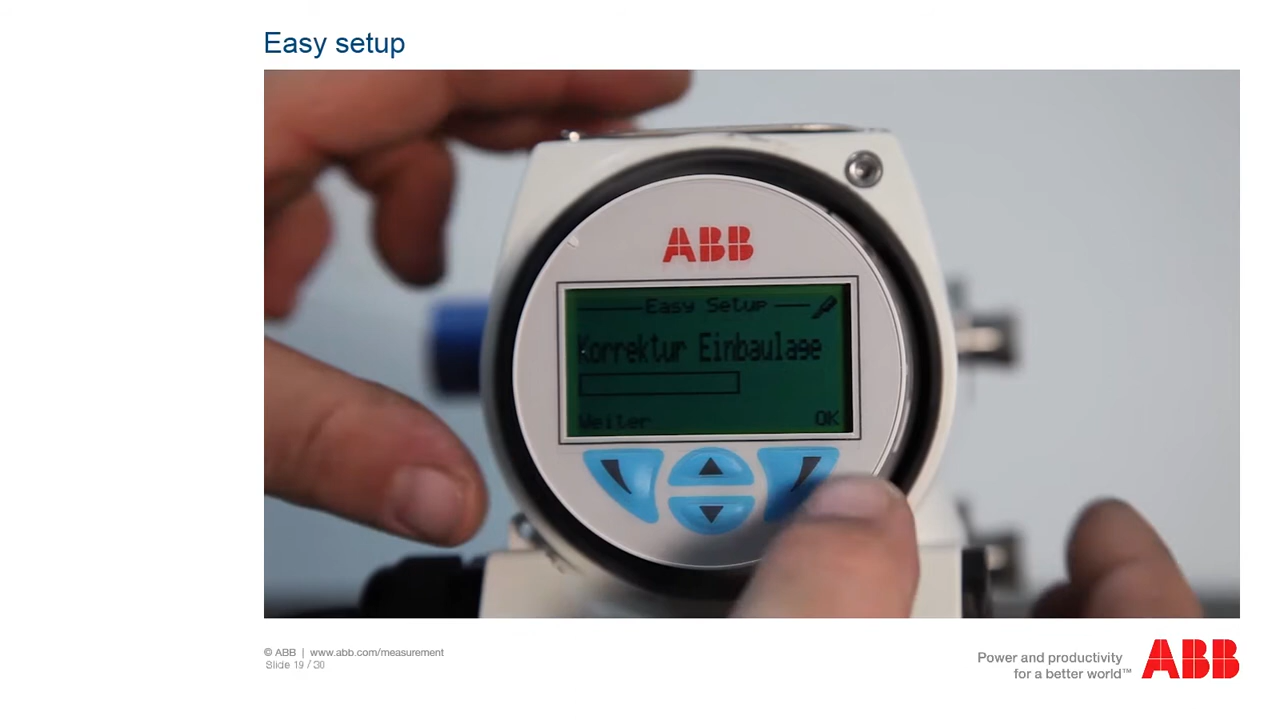 Easy setup
ABB
Easy Setup
Korrektur Einbaulage
Weiter OK
© ABB | www.abb.com/measurement
Slide 19 / 30
Power and productivity
for a better world™
ABB